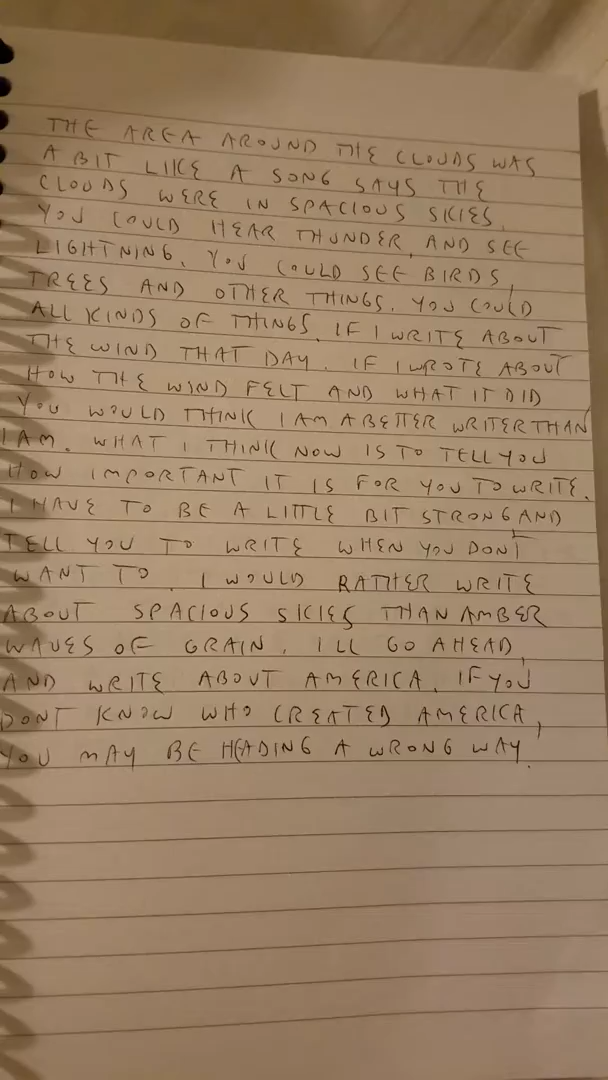 THE AREA AROUND THE CLOUDS WAS
A BIT LIKE A SONG SAYS THE
CLOUDS WERE IN SPACIOUS SKIES.
YOU COULD HEAR THUNDER, AND SEE
LIGHTNING. YOU COULD SEE BIRDS,
TREES AND OTHER THINGS. YOU COULD
ALL KINDS OF THINGS. IF I WRITE ABOUT
THE WIND THAT DAY. IF I WROTE ABOUT
HOW THE WIND FELT AND WHAT IT DID
YOU WOULD THINK I AM A BETTER WRITER THAN
I AM. WHAT I THINK NOW IS TO TELL YOU
HOW IMPORTANT IT IS FOR YOU TO WRITE.
I HAVE TO BE A LITTLE BIT STRONG AND
TELL YOU TO WRITE WHEN YOU DON'T
WANT TO. I WOULD RATHER WRITE
ABOUT SPACIOUS SKIES THAN AMBER
WAVES OF GRAIN. ILL GO AHEAD,
AND WRITE ABOUT AMERICA. IF YOU
DONT KNOW WHO CREATED AMERICA,
YOU MAY BE HEADING A WRONG WAY.